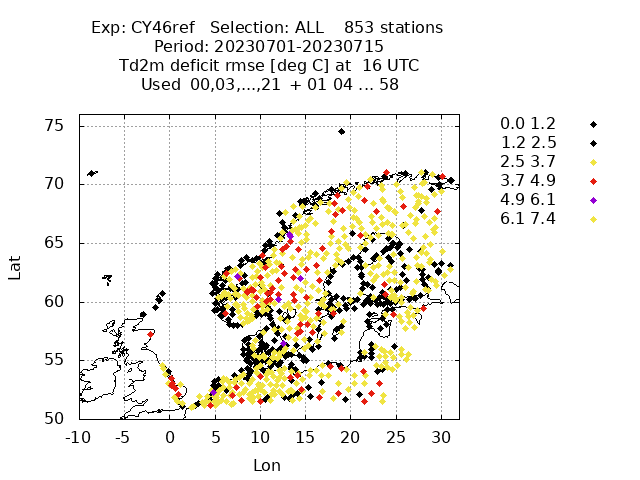 Exp: CY46ref Selection: ALL 853 stations
Period: 20230701-20230715
Td2m deficit rmse [deg C] at 16 UTC
Used 00,03,...,21 + 01 04 ... 58
0.0 1.2
1.2 2.5
2.5 3.7
3.7 4.9
4.9 6.1
6.1 7.4
75
70
65
60
55
50
Lat
-10 -5 0 5 10 15 20 25 30
Lon